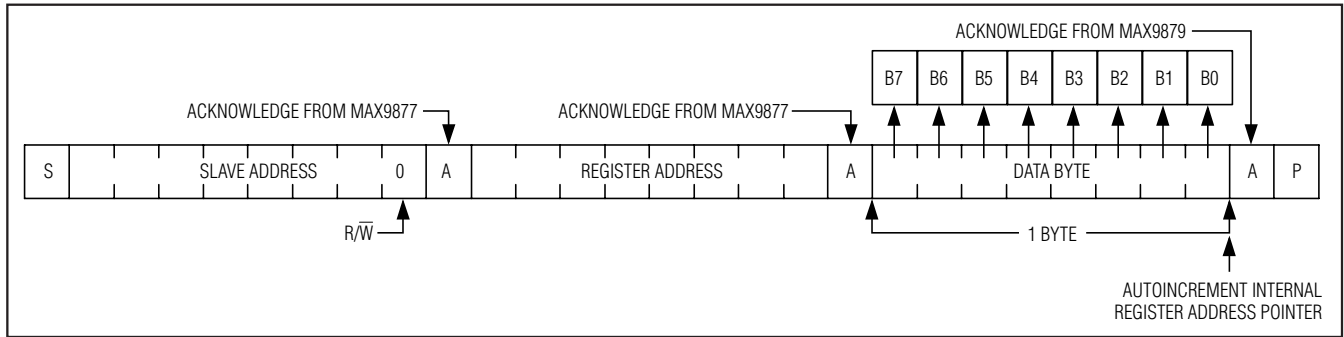 ACKNOWLEDGE FROM MAX9879
B7 B6 B5 B4 B3 B2 B1 B0
ACKNOWLEDGE FROM MAX9877
ACKNOWLEDGE FROM MAX9877
S SLAVE ADDRESS 0 A REGISTER ADDRESS A DATA BYTE A P
R/W̅
1 BYTE
AUTOINCREMENT INTERNAL
REGISTER ADDRESS POINTER